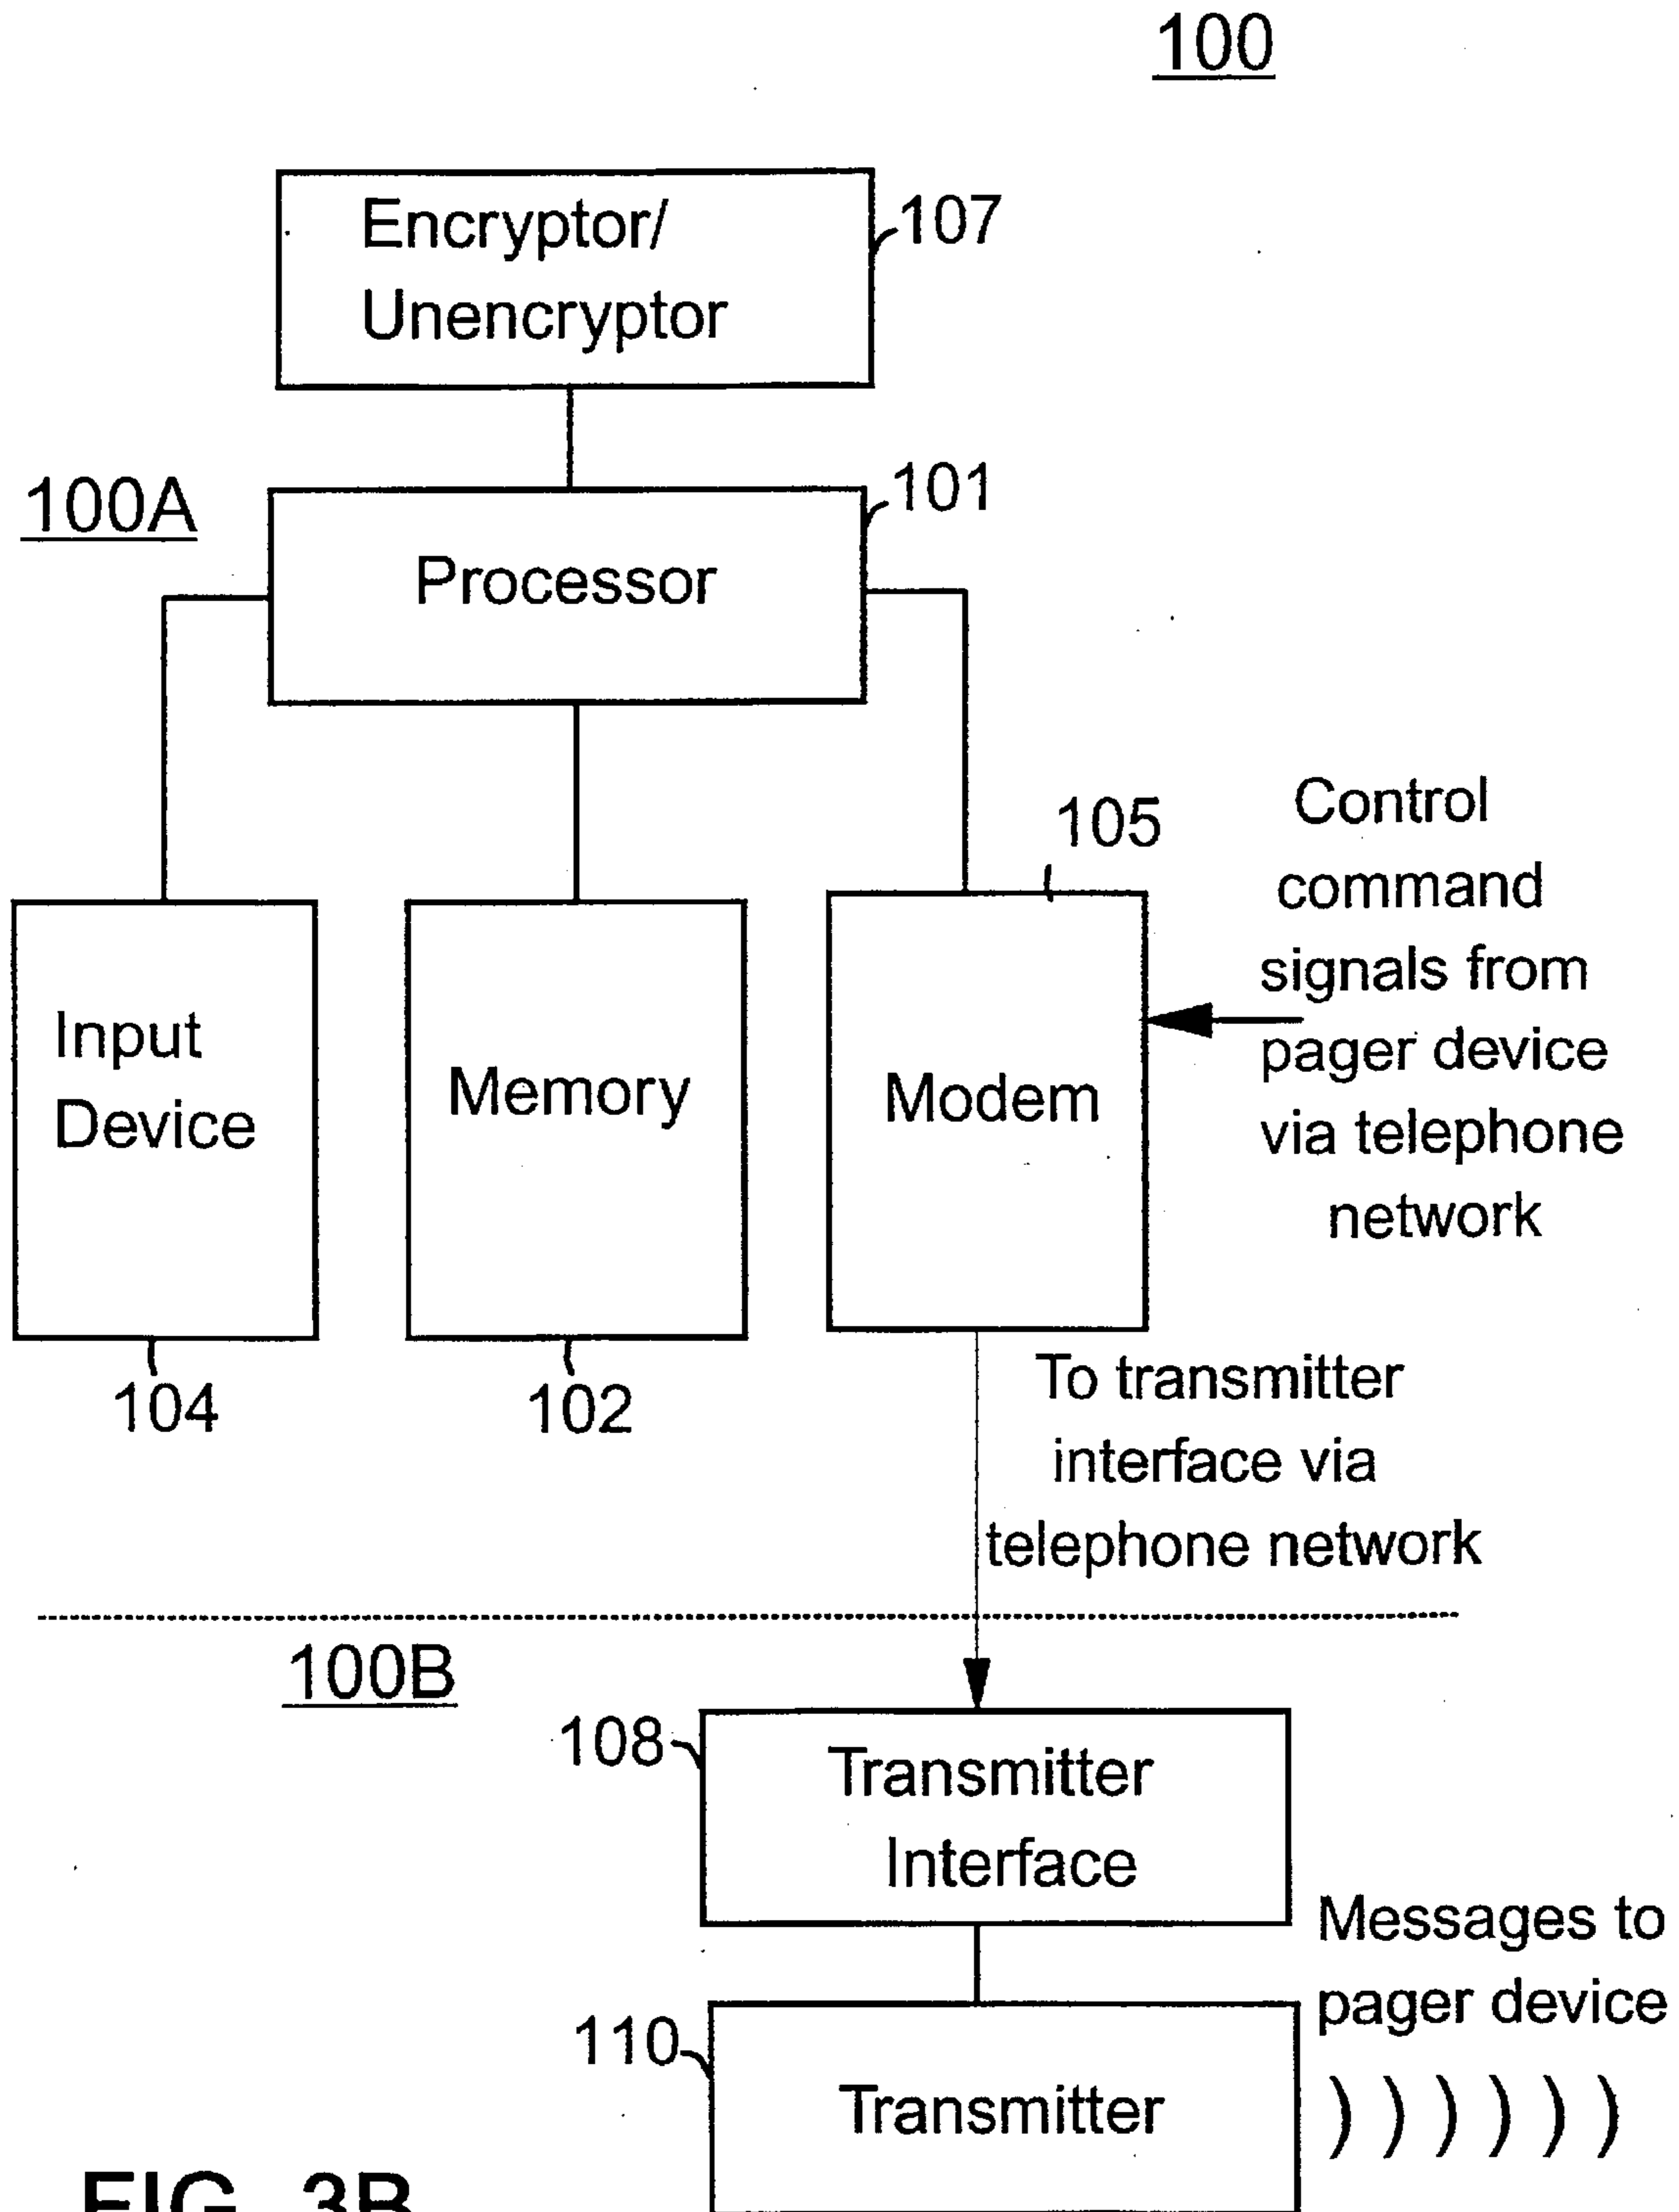 100
Encryptor/
Unencryptor
107
100A
101
Processor
105
Control
command
signals from
pager device
via telephone
network
Input
Device
Memory
Modem
104
102
To transmitter
interface via
telephone network
100B
108
Transmitter
Interface
Messages to
pager device
110
Transmitter
))))))
FIG. 3B